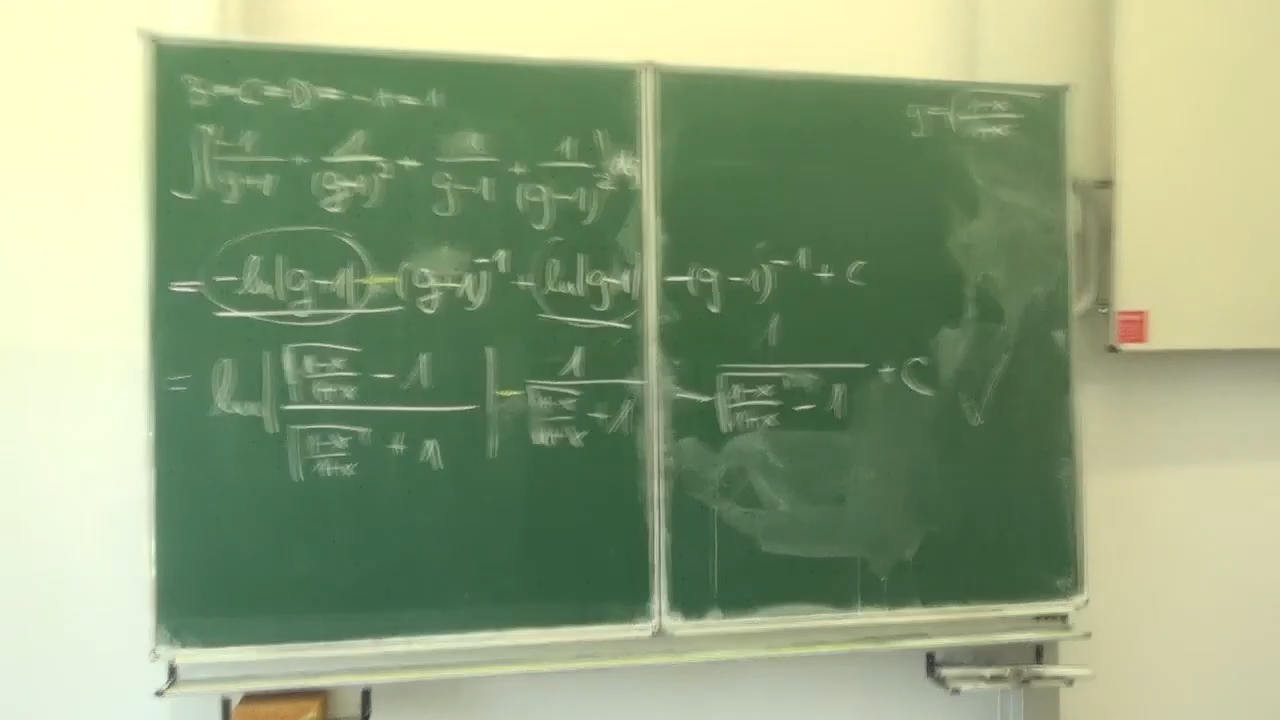 B = C = D = - A = 1
y = √((1-x)/(1+x))
∫( -1/(y-1) + 1/(y-1)² + 1/(y-1) + 1/(y-1)² )
= -ln|y-1| - (y-1)⁻¹ + ln|y-1| - (y-1)⁻¹ + C
= ln| (√((1-x)/(1+x)) - 1) / (√((1-x)/(1+x)) + 1) | - 1/(√((1-x)/(1+x)) - 1) - 1/(√((1-x)/(1+x)) - 1) + C